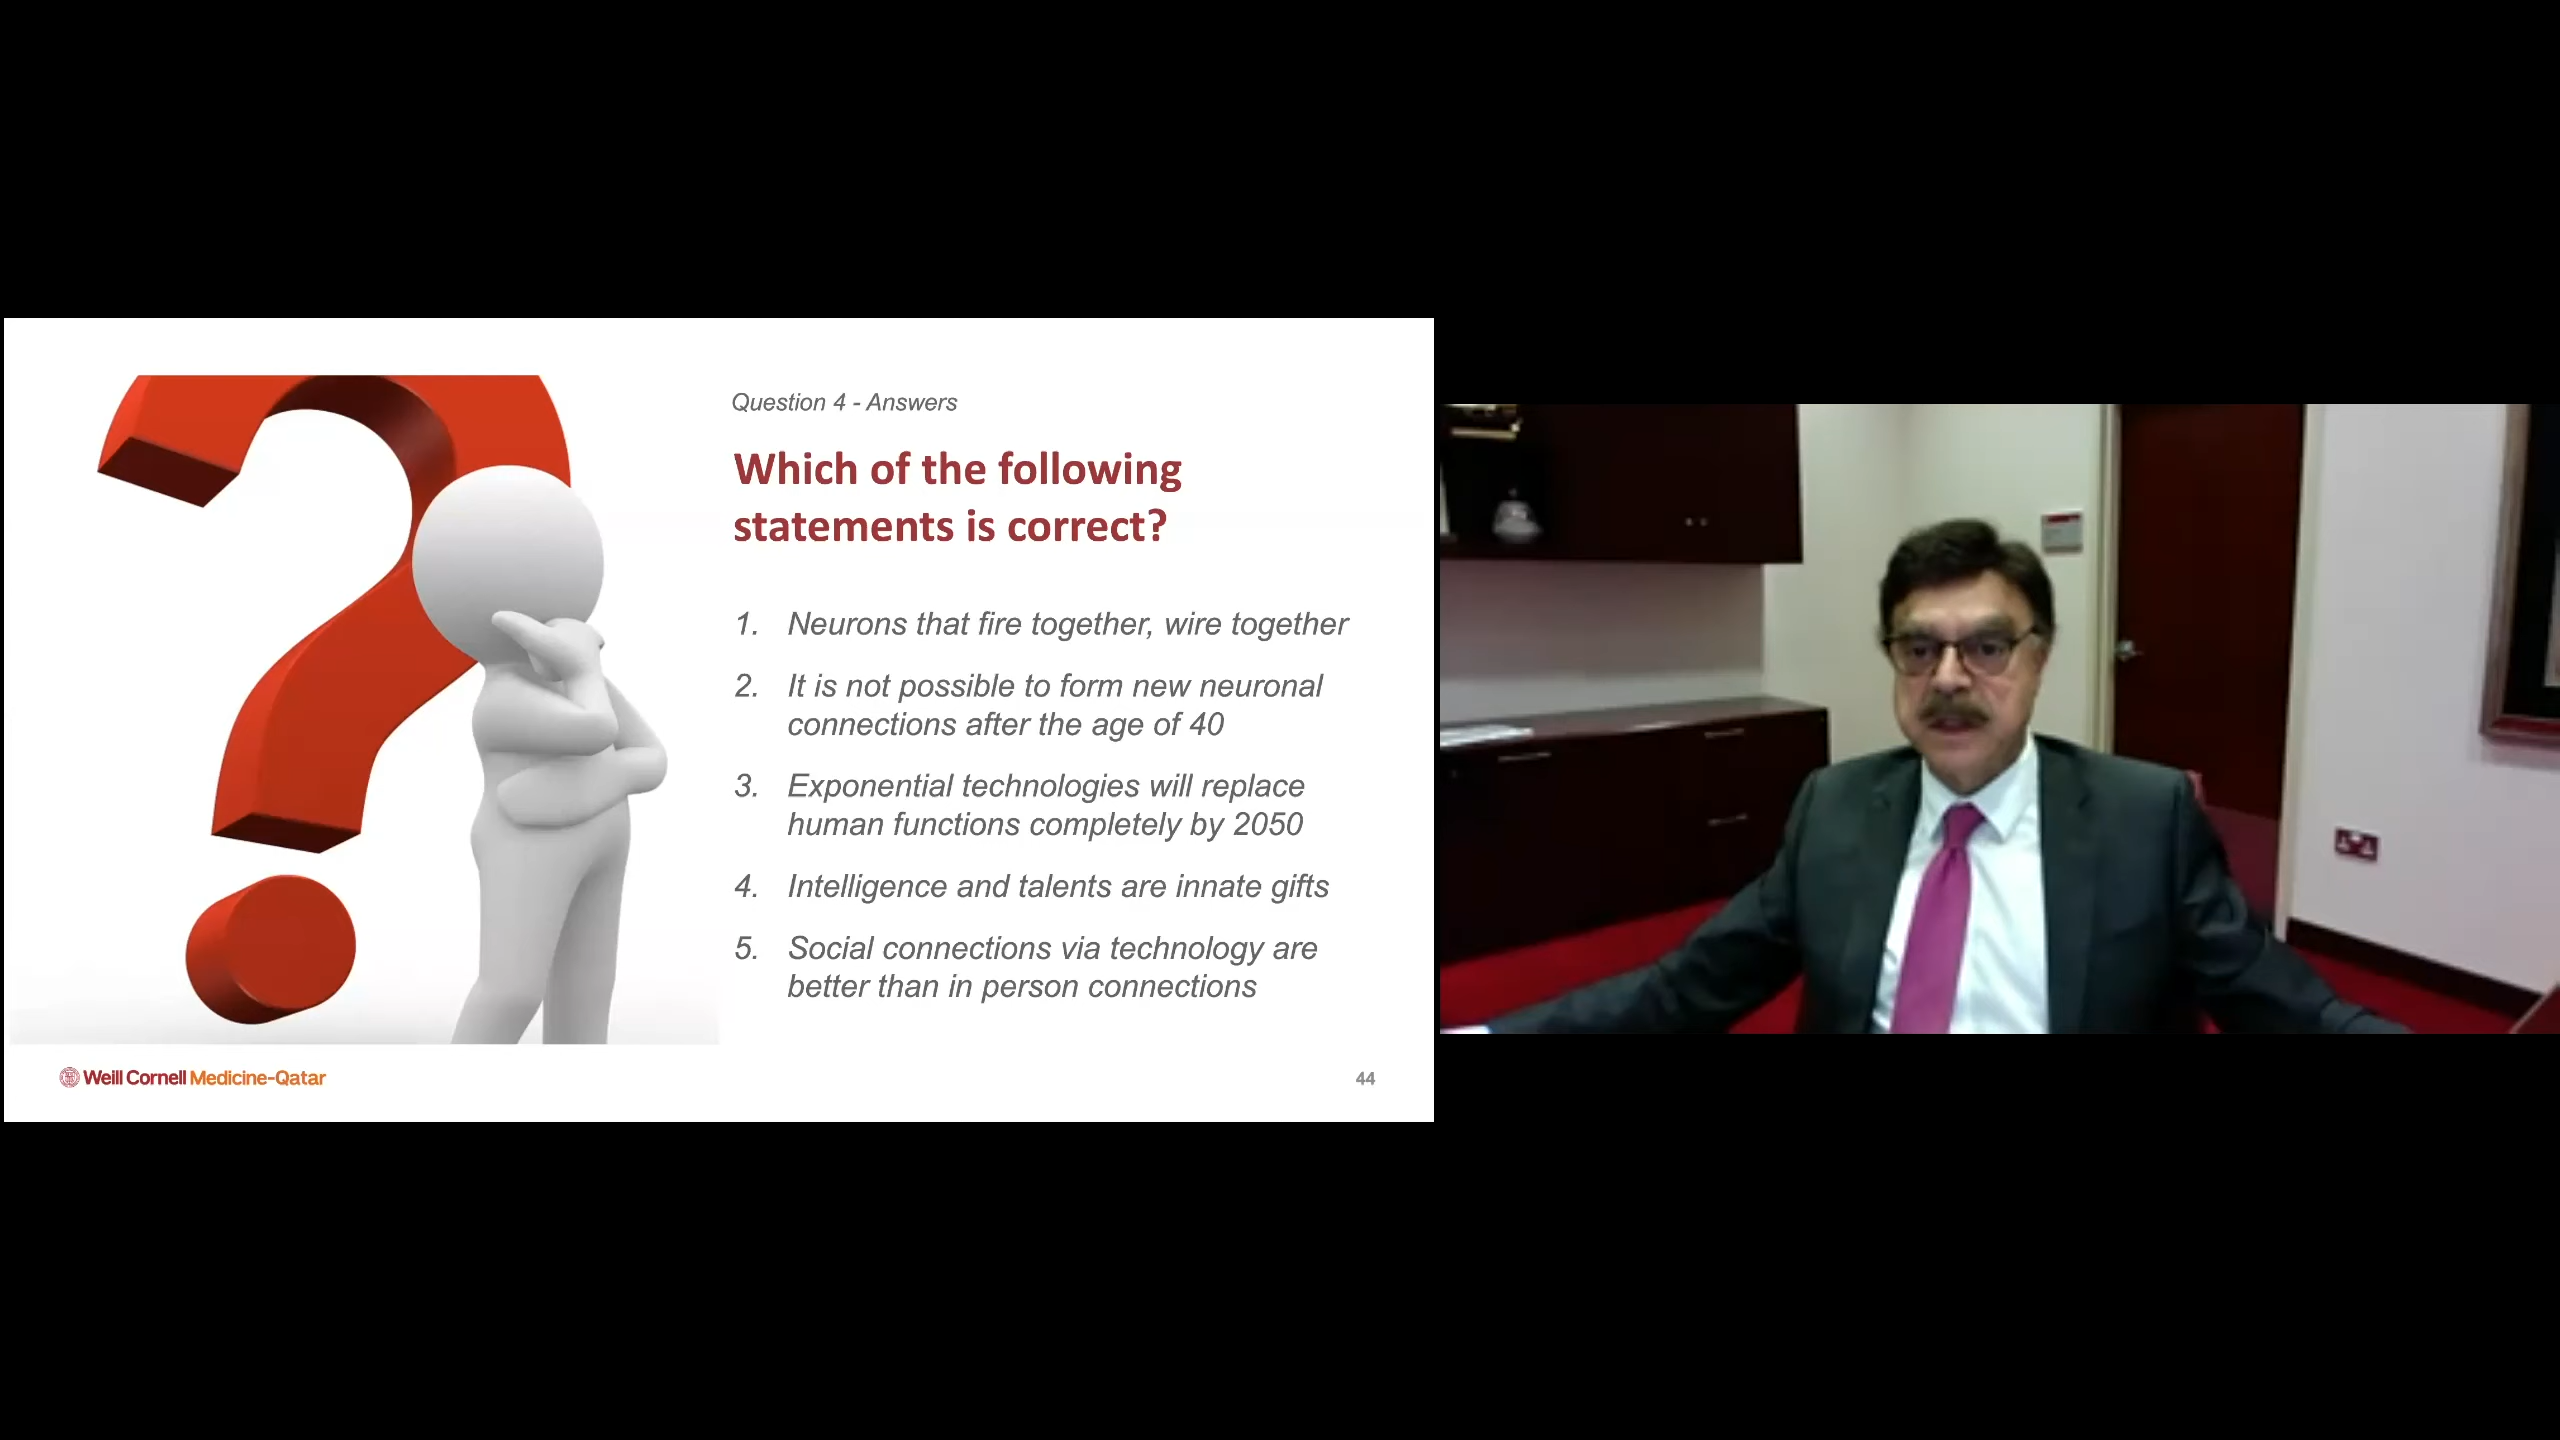 Question 4 - Answers
Which of the following
statements is correct?
1. Neurons that fire together, wire together
2. It is not possible to form new neuronal
connections after the age of 40
3. Exponential technologies will replace
human functions completely by 2050
4. Intelligence and talents are innate gifts
5. Social connections via technology are
better than in person connections
Weill Cornell Medicine-Qatar
44